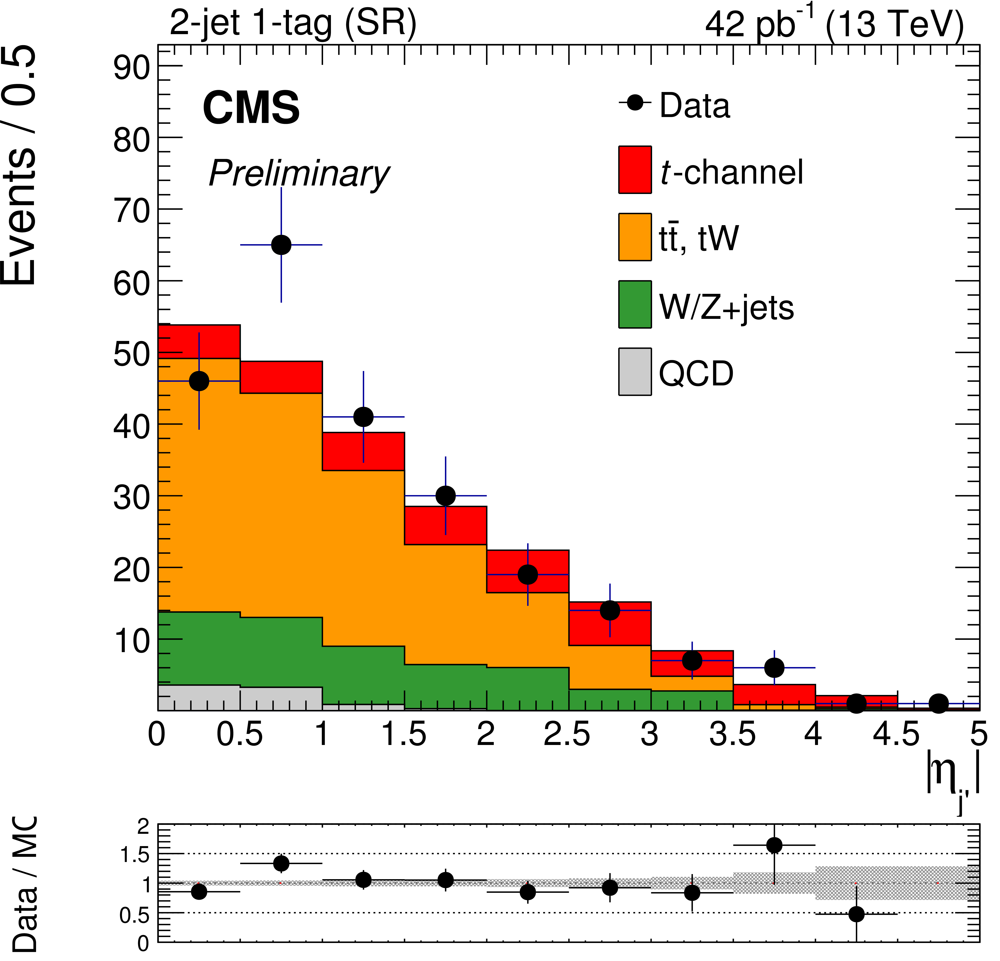 2-jet 1-tag (SR)
42 pb⁻¹ (13 TeV)
Events / 0.5
90
80
70
60
50
40
30
20
10
CMS
Preliminary
Data
t-channel
tt̄, tW
W/Z+jets
QCD
0 0.5 1 1.5 2 2.5 3 3.5 4 4.5 5
|η_j'|
Data / MC
2
1.5
1
0.5
0